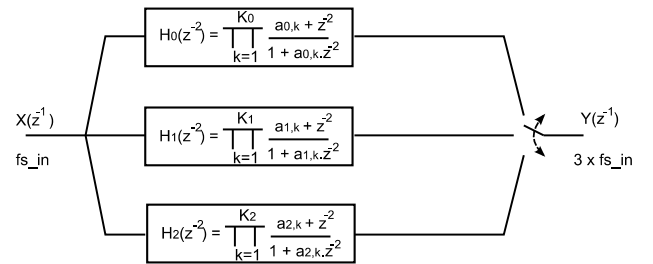 H0(z-2) = K0 ∏ k=1 a0,k + z-2 / 1 + a0,k.z-2
X(z-1)
fs_in
H1(z-2) = K1 ∏ k=1 a1,k + z-2 / 1 + a1,k.z-2
Y(z-1)
3 x fs_in
H2(z-2) = K2 ∏ k=1 a2,k + z-2 / 1 + a2,k.z-2